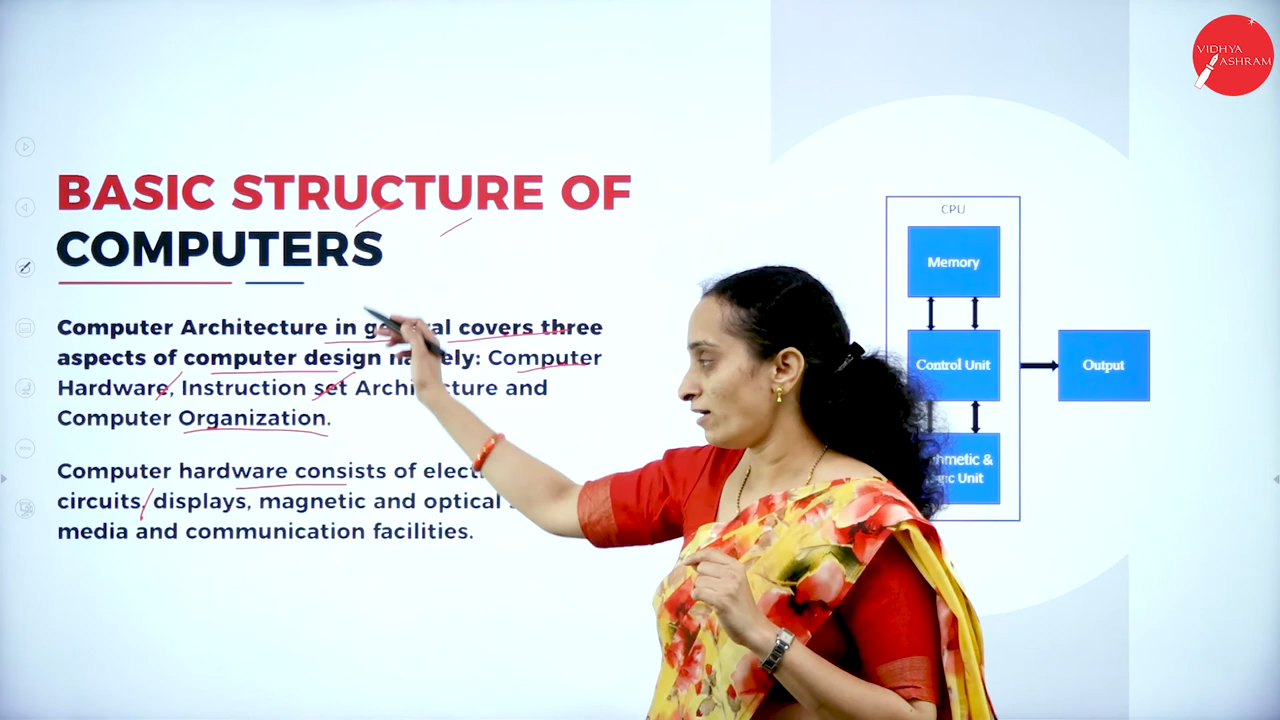 VIDHYA
ASHRAM
BASIC STRUCTURE OF
COMPUTERS
Computer Architecture in covers three
aspects of computer design Computer
Hardware, Instruction set and
Computer Organization.
Computer hardware consists of
circuits, displays, magnetic and optical
media and communication facilities.
CPU
Memory
Control Unit
Output
Unit